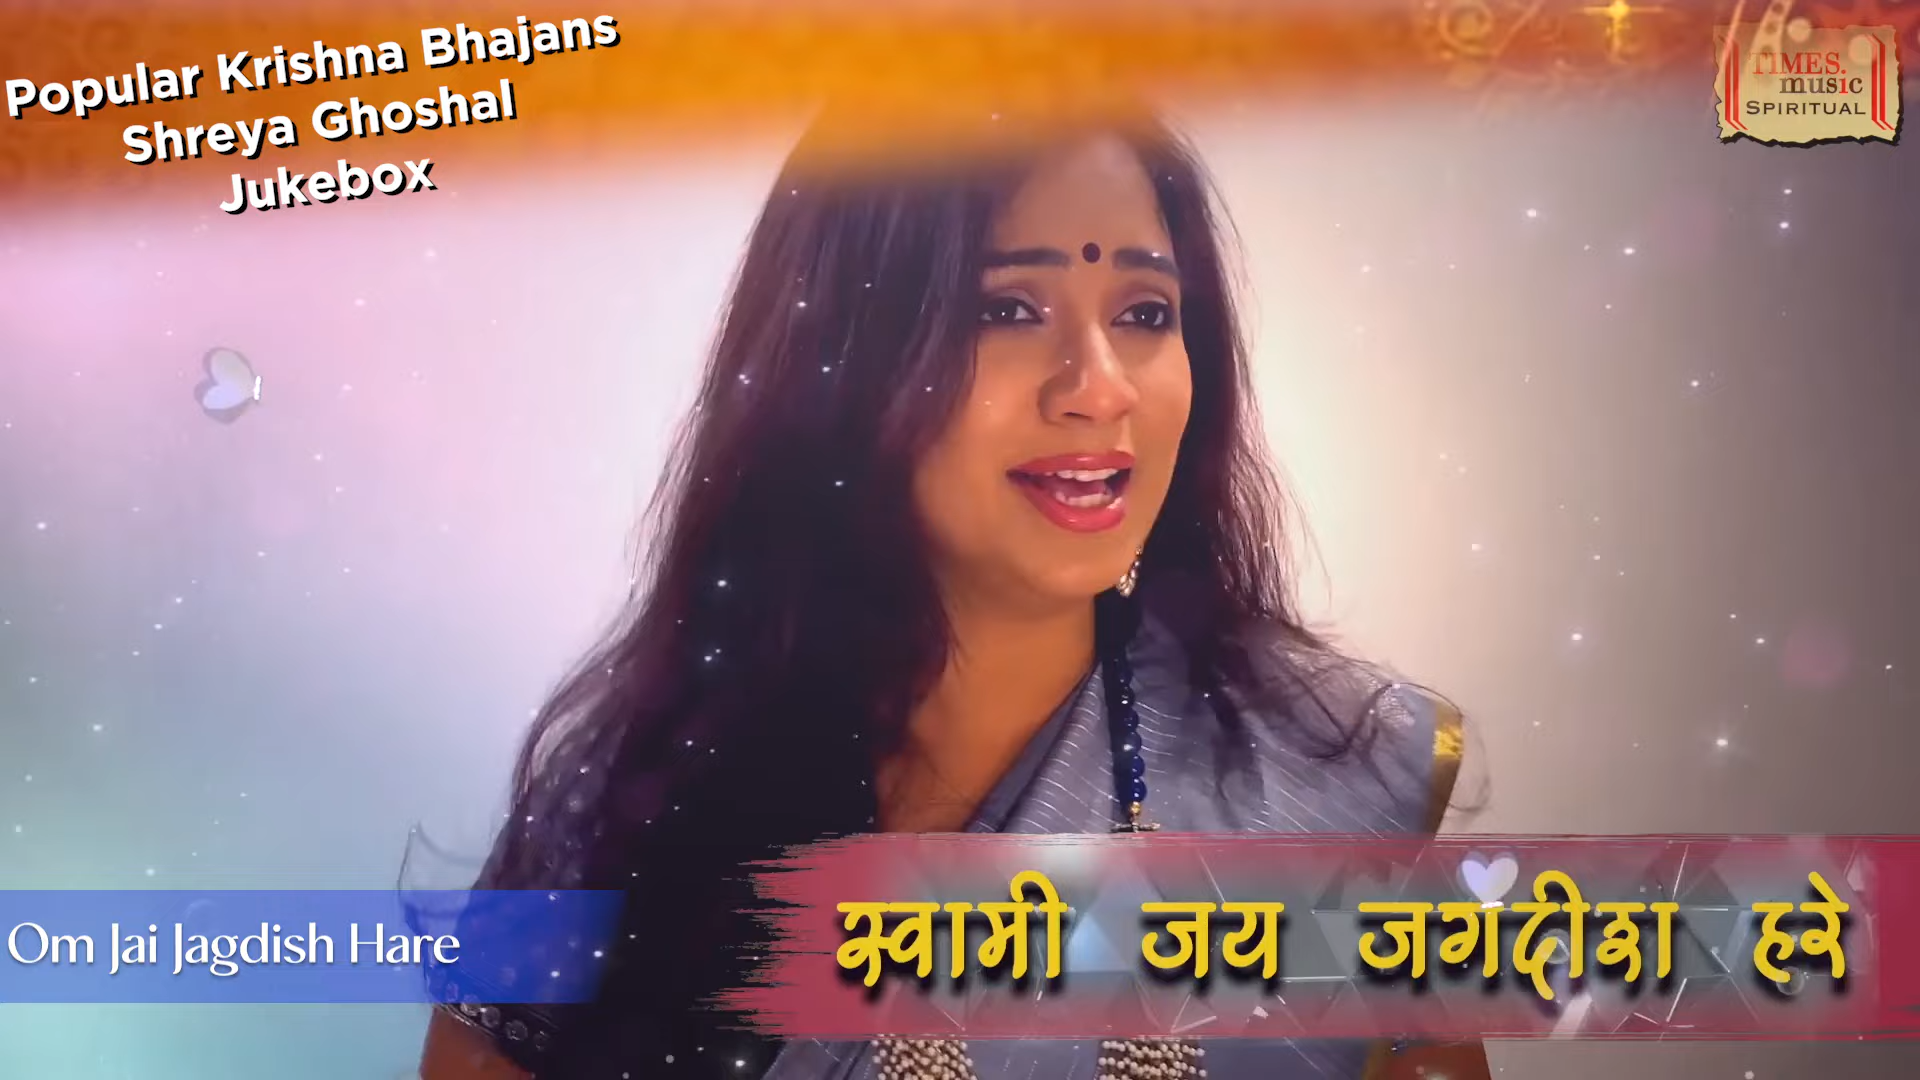 Popular Krishna Bhajans
Shreya Ghoshal
Jukebox
TIMES.
music
SPIRITUAL
Om Jai Jagdish Hare
स्वामी जय जगदीश हरे